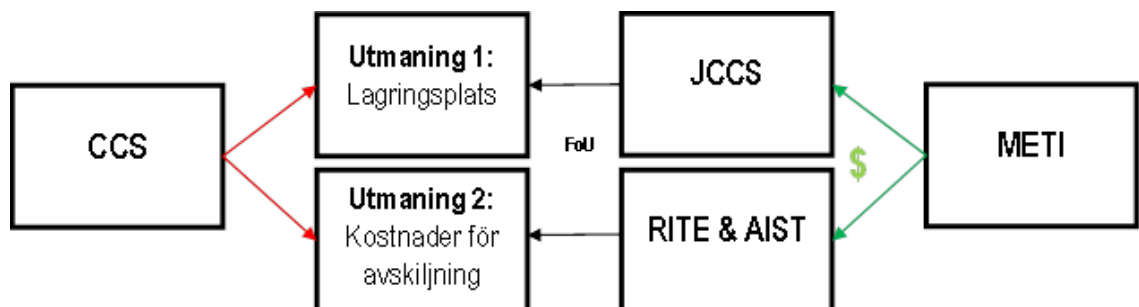 CCS
Utmaning 1:
Lagringsplats
Utmaning 2:
Kostnader för
avskiljning
FoU
JCCS
RITE & AIST
$
METI